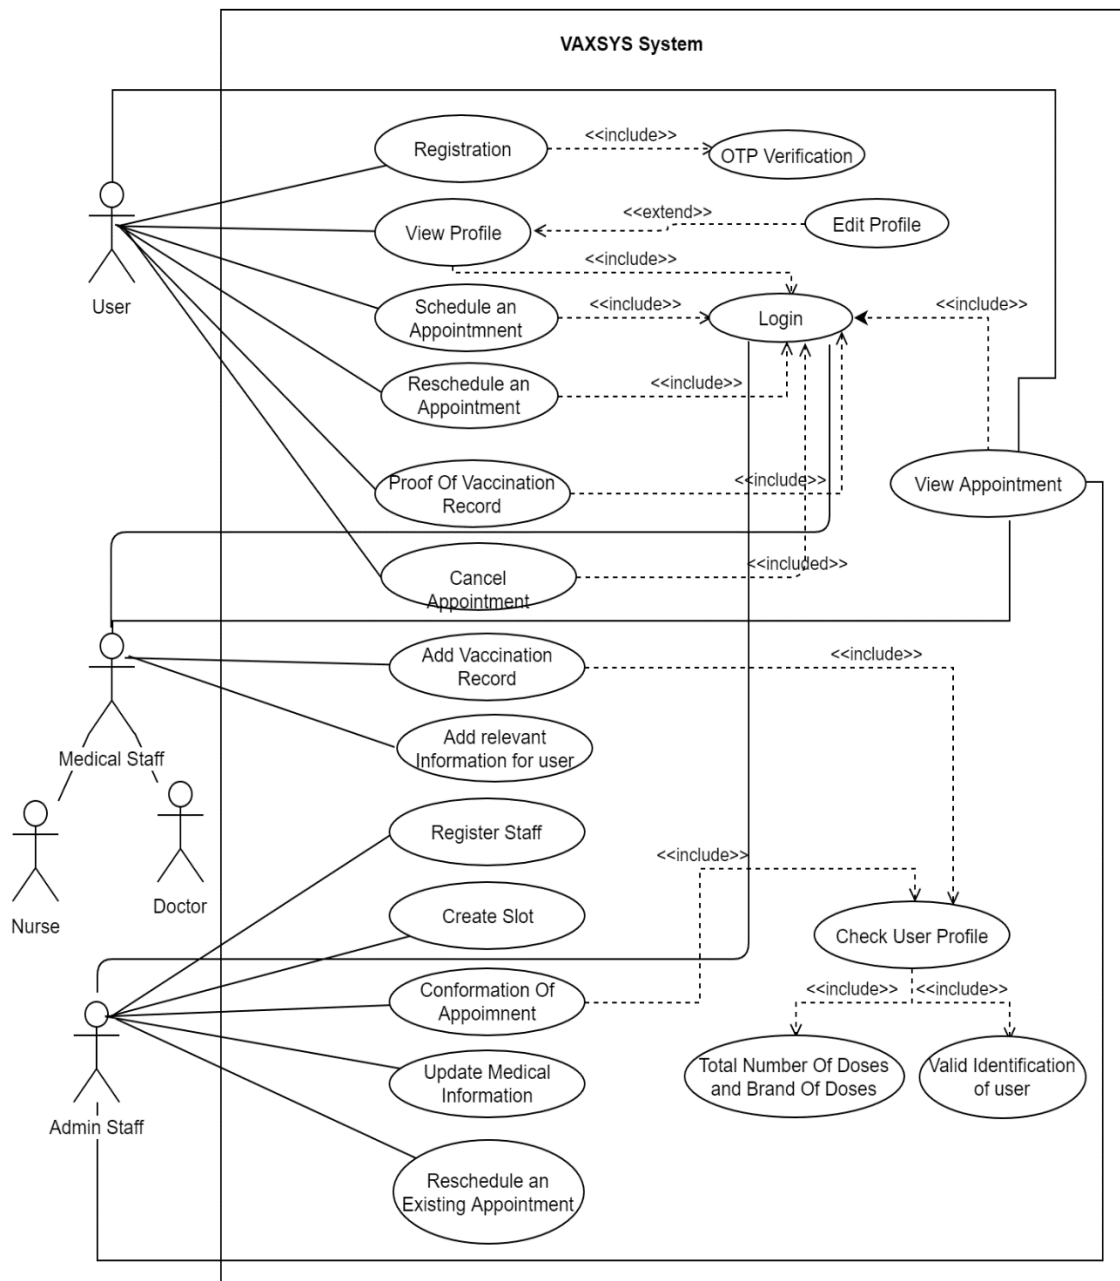 VAXSYS System
Registration
<<include>>
OTP Verification
View Profile
<<extend>>
Edit Profile
<<include>>
User
Schedule an
Appointmnent
<<include>>
Login
<<include>>
Reschedule an
Appointment
<<include>>
Proof Of Vaccination
Record
<<include>>
View Appointment
Cancel
Appointment
<<included>>
Add Vaccination
Record
<<include>>
Medical Staff
Add relevant
Information for user
Nurse
Doctor
Register Staff
<<include>>
Create Slot
Check User Profile
Conformation Of
Appoimnent
<<include>>
<<include>>
Admin Staff
Update Medical
Information
Total Number Of Doses
and Brand Of Doses
Valid Identification
of user
Reschedule an
Existing Appointment